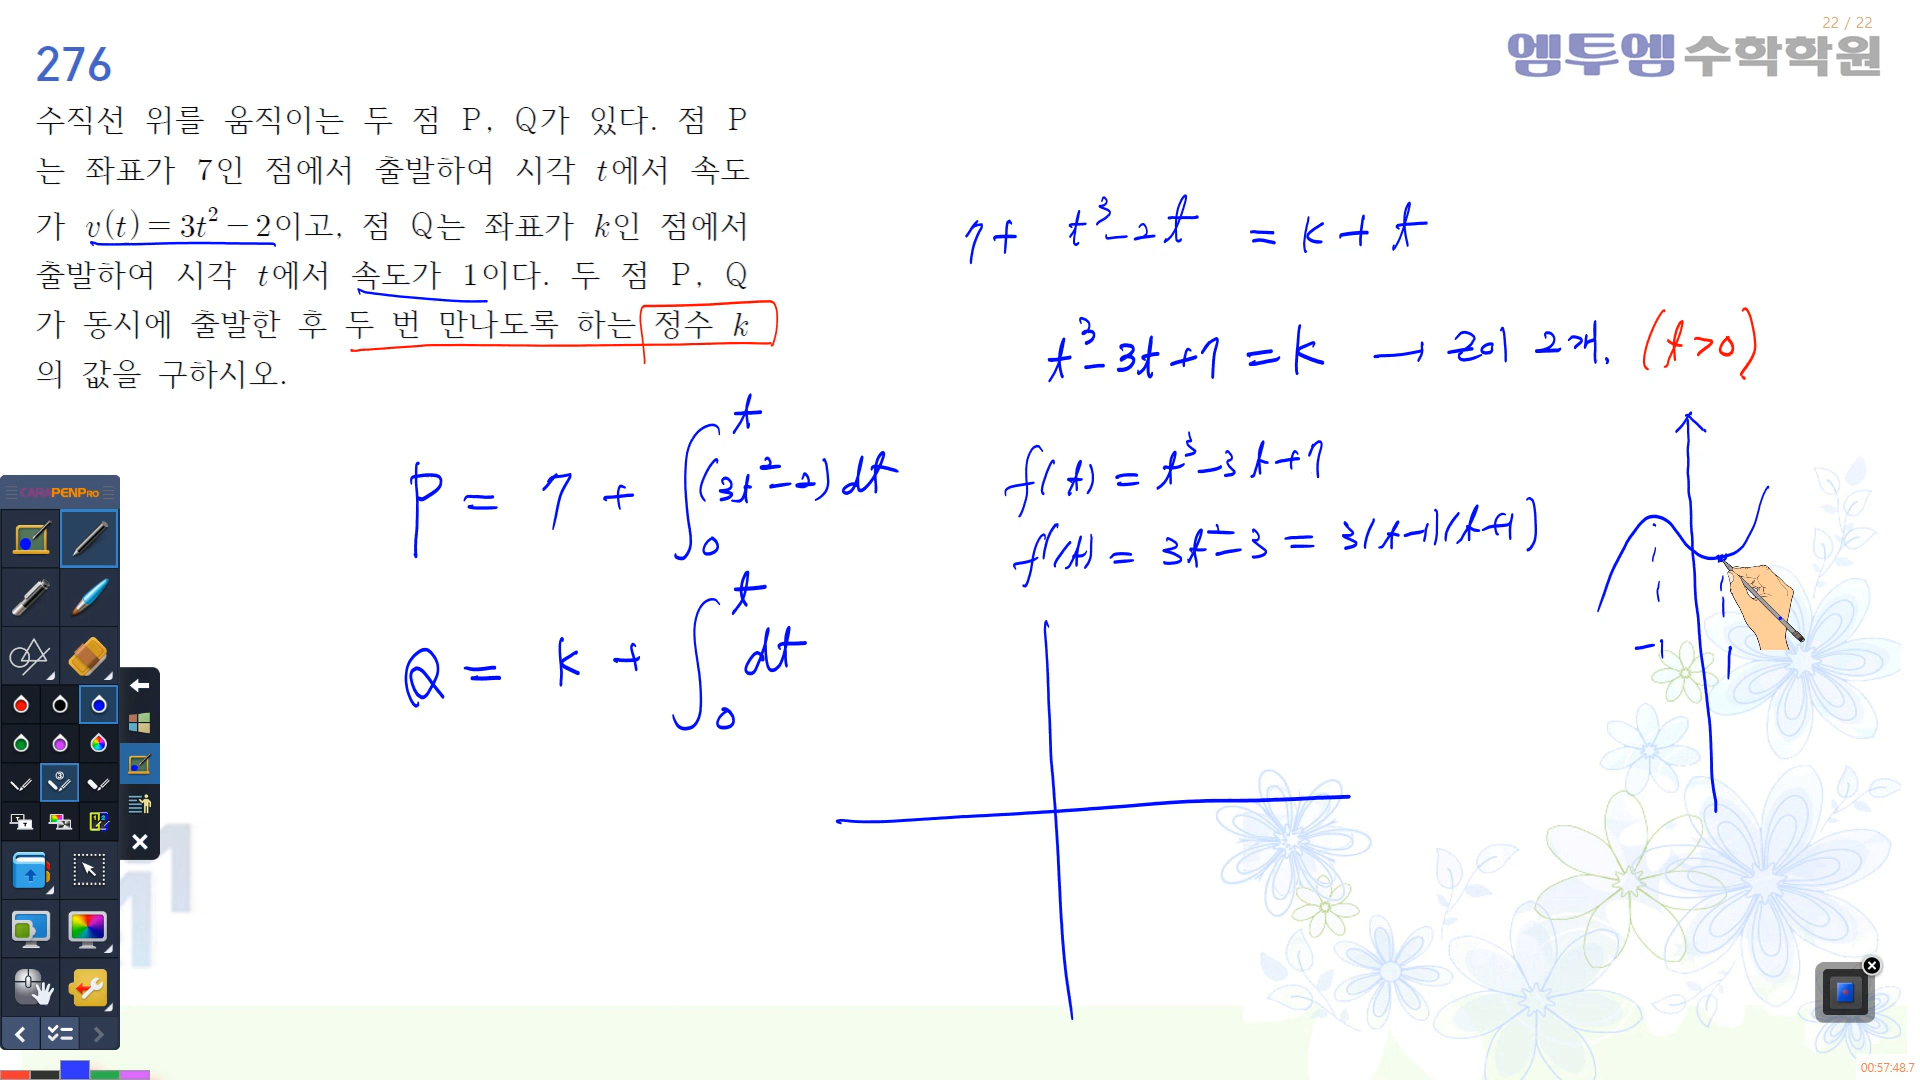 22 / 22
엠투엠 수학학원
276
수직선 위를 움직이는 두 점 P, Q가 있다. 점 P
는 좌표가 7인 점에서 출발하여 시각 t에서 속도
가 v(t) = 3t² − 2이고, 점 Q는 좌표가 k인 점에서
출발하여 시각 t에서 속도가 1이다. 두 점 P, Q
가 동시에 출발한 후 두 번 만나도록 하는 정수 k
의 값을 구하시오.
7 + t³ − 2t = k + t
t³ − 3t + 7 = k → 근이 2개. (t > 0)
P = 7 + ∫₀ᵗ (3t² − 2) dt
Q = k + ∫₀ᵗ dt
f(t) = t³ − 3t + 7
f'(t) = 3t² − 3 = 3(t−1)(t+1)
−1 1
CARAPENPRO
00:57:48.7